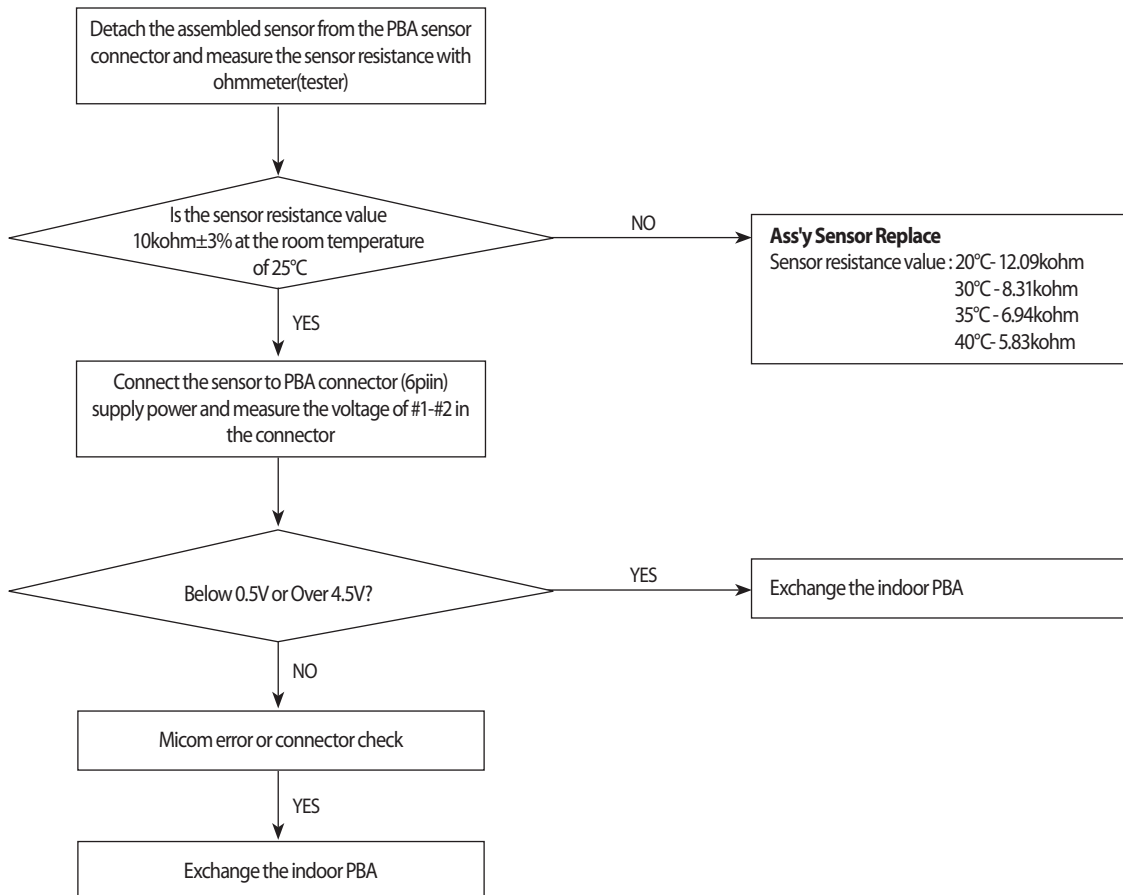 Detach the assembled sensor from the PBA sensor
connector and measure the sensor resistance with
ohmmeter(tester)
Is the sensor resistance value
10kohm±3% at the room temperature
of 25°C
NO
Ass'y Sensor Replace
Sensor resistance value : 20°C- 12.09kohm
30°C - 8.31kohm
35°C - 6.94kohm
40°C- 5.83kohm
YES
Connect the sensor to PBA connector (6piin)
supply power and measure the voltage of #1-#2 in
the connector
Below 0.5V or Over 4.5V?
YES
Exchange the indoor PBA
NO
Micom error or connector check
YES
Exchange the indoor PBA